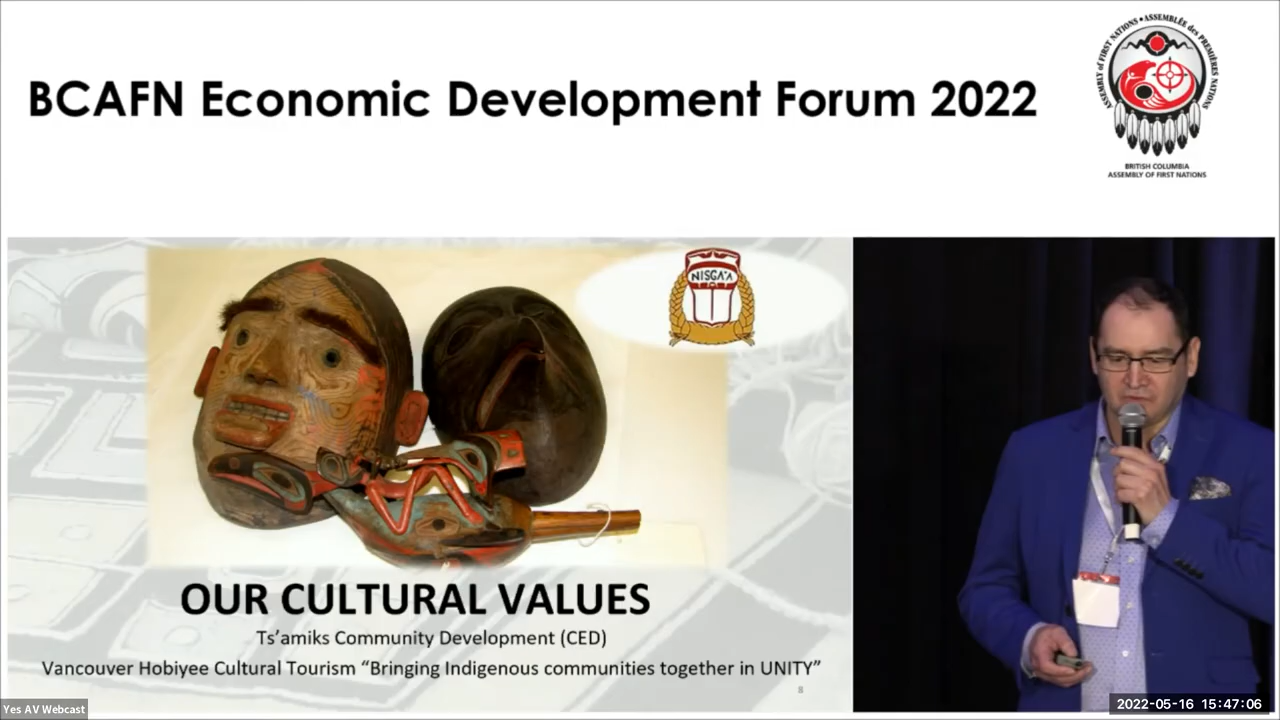 BCAFN Economic Development Forum 2022
ASSEMBLY of FIRST NATIONS • ASSEMBLÉE des PREMIÈRES NATIONS
BRITISH COLUMBIA
ASSEMBLY OF FIRST NATIONS
NISGA'A
OUR CULTURAL VALUES
Ts'amiks Community Development (CED)
Vancouver Hobiyee Cultural Tourism “Bringing Indigenous communities together in UNITY”
8
Yes AV Webcast
2022-05-16 15:47:06